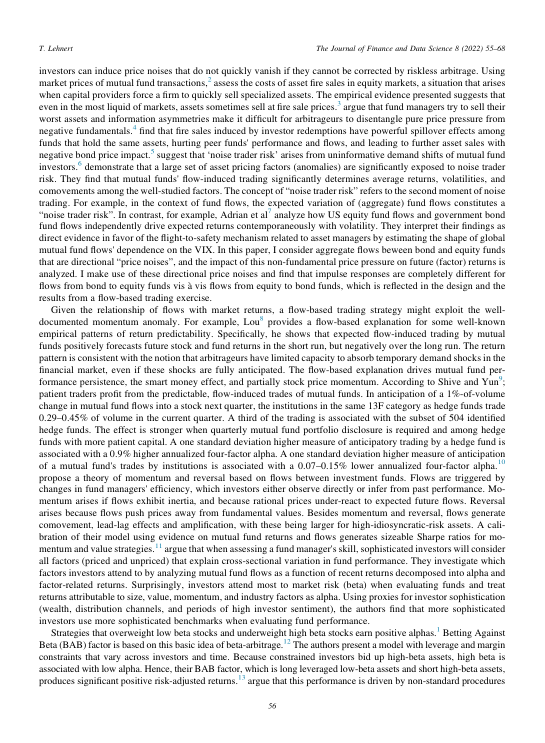 T. Lehnert
The Journal of Finance and Data Science 8 (2022) 55–68
investors can induce price noises that do not quickly vanish if they cannot be corrected by riskless arbitrage. Using
market prices of mutual fund transactions,2 assess the costs of asset fire sales in equity markets, a situation that arises
when capital providers force a firm to quickly sell specialized assets. The empirical evidence presented suggests that
even in the most liquid of markets, assets sometimes sell at fire sale prices.3 argue that fund managers try to sell their
worst assets and information asymmetries make it difficult for arbitrageurs to disentangle pure price pressure from
negative fundamentals.4 find that fire sales induced by investor redemptions have powerful spillover effects among
funds that hold the same assets, hurting peer funds' performance and flows, and leading to further asset sales with
negative bond price impact.5 suggest that 'noise trader risk' arises from uninformative demand shifts of mutual fund
investors.6 demonstrate that a large set of asset pricing factors (anomalies) are significantly exposed to noise trader
risk. They find that mutual funds' flow-induced trading significantly determines average returns, volatilities, and
comovements among the well-studied factors. The concept of "noise trader risk" refers to the second moment of noise
trading. For example, in the context of fund flows, the expected variation of (aggregate) fund flows constitutes a
"noise trader risk". In contrast, for example, Adrian et al7 analyze how US equity fund flows and government bond
fund flows independently drive expected returns contemporaneously with volatility. They interpret their findings as
direct evidence in favor of the flight-to-safety mechanism related to asset managers by estimating the shape of global
mutual fund flows' dependence on the VIX. In this paper, I consider aggregate flows between bond and equity funds
that are directional "price noises", and the impact of this non-fundamental price pressure on future (factor) returns is
analyzed. I make use of these directional price noises and find that impulse responses are completely different for
flows from bond to equity funds vis à vis flows from equity to bond funds, which is reflected in the design and the
results from a flow-based trading exercise.
Given the relationship of flows with market returns, a flow-based trading strategy might exploit the well-
documented momentum anomaly. For example, Lou8 provides a flow-based explanation for some well-known
empirical patterns of return predictability. Specifically, he shows that expected flow-induced trading by mutual
funds positively forecasts future stock and fund returns in the short run, but negatively over the long run. The return
pattern is consistent with the notion that arbitrageurs have limited capacity to absorb temporary demand shocks in the
financial market, even if these shocks are fully anticipated. The flow-based explanation drives mutual fund per-
formance persistence, the smart money effect, and partially stock price momentum. According to Shive and Yun9;
patient traders profit from the predictable, flow-induced trades of mutual funds. In anticipation of a 1%-of-volume
change in mutual fund flows into a stock next quarter, the institutions in the same 13F category as hedge funds trade
0.29–0.45% of volume in the current quarter. A third of the trading is associated with the subset of 504 identified
hedge funds. The effect is stronger when quarterly mutual fund portfolio disclosure is required and among hedge
funds with more patient capital. A one standard deviation higher measure of anticipatory trading by a hedge fund is
associated with a 0.9% higher annualized four-factor alpha. A one standard deviation higher measure of anticipation
of a mutual fund's trades by institutions is associated with a 0.07–0.15% lower annualized four-factor alpha.10
propose a theory of momentum and reversal based on flows between investment funds. Flows are triggered by
changes in fund managers' efficiency, which investors either observe directly or infer from past performance. Mo-
mentum arises if flows exhibit inertia, and because rational prices under-react to expected future flows. Reversal
arises because flows push prices away from fundamental values. Besides momentum and reversal, flows generate
comovement, lead-lag effects and amplification, with these being larger for high-idiosyncratic-risk assets. A cali-
bration of their model using evidence on mutual fund returns and flows generates sizeable Sharpe ratios for mo-
mentum and value strategies.11 argue that when assessing a fund manager's skill, sophisticated investors will consider
all factors (priced and unpriced) that explain cross-sectional variation in fund performance. They investigate which
factors investors attend to by analyzing mutual fund flows as a function of recent returns decomposed into alpha and
factor-related returns. Surprisingly, investors attend most to market risk (beta) when evaluating funds and treat
returns attributable to size, value, momentum, and industry factors as alpha. Using proxies for investor sophistication
(wealth, distribution channels, and periods of high investor sentiment), the authors find that more sophisticated
investors use more sophisticated benchmarks when evaluating fund performance.
Strategies that overweight low beta stocks and underweight high beta stocks earn positive alphas.1 Betting Against
Beta (BAB) factor is based on this basic idea of beta-arbitrage.12 The authors present a model with leverage and margin
constraints that vary across investors and time. Because constrained investors bid up high-beta assets, high beta is
associated with low alpha. Hence, their BAB factor, which is long leveraged low-beta assets and short high-beta assets,
produces significant positive risk-adjusted returns.13 argue that this performance is driven by non-standard procedures
56